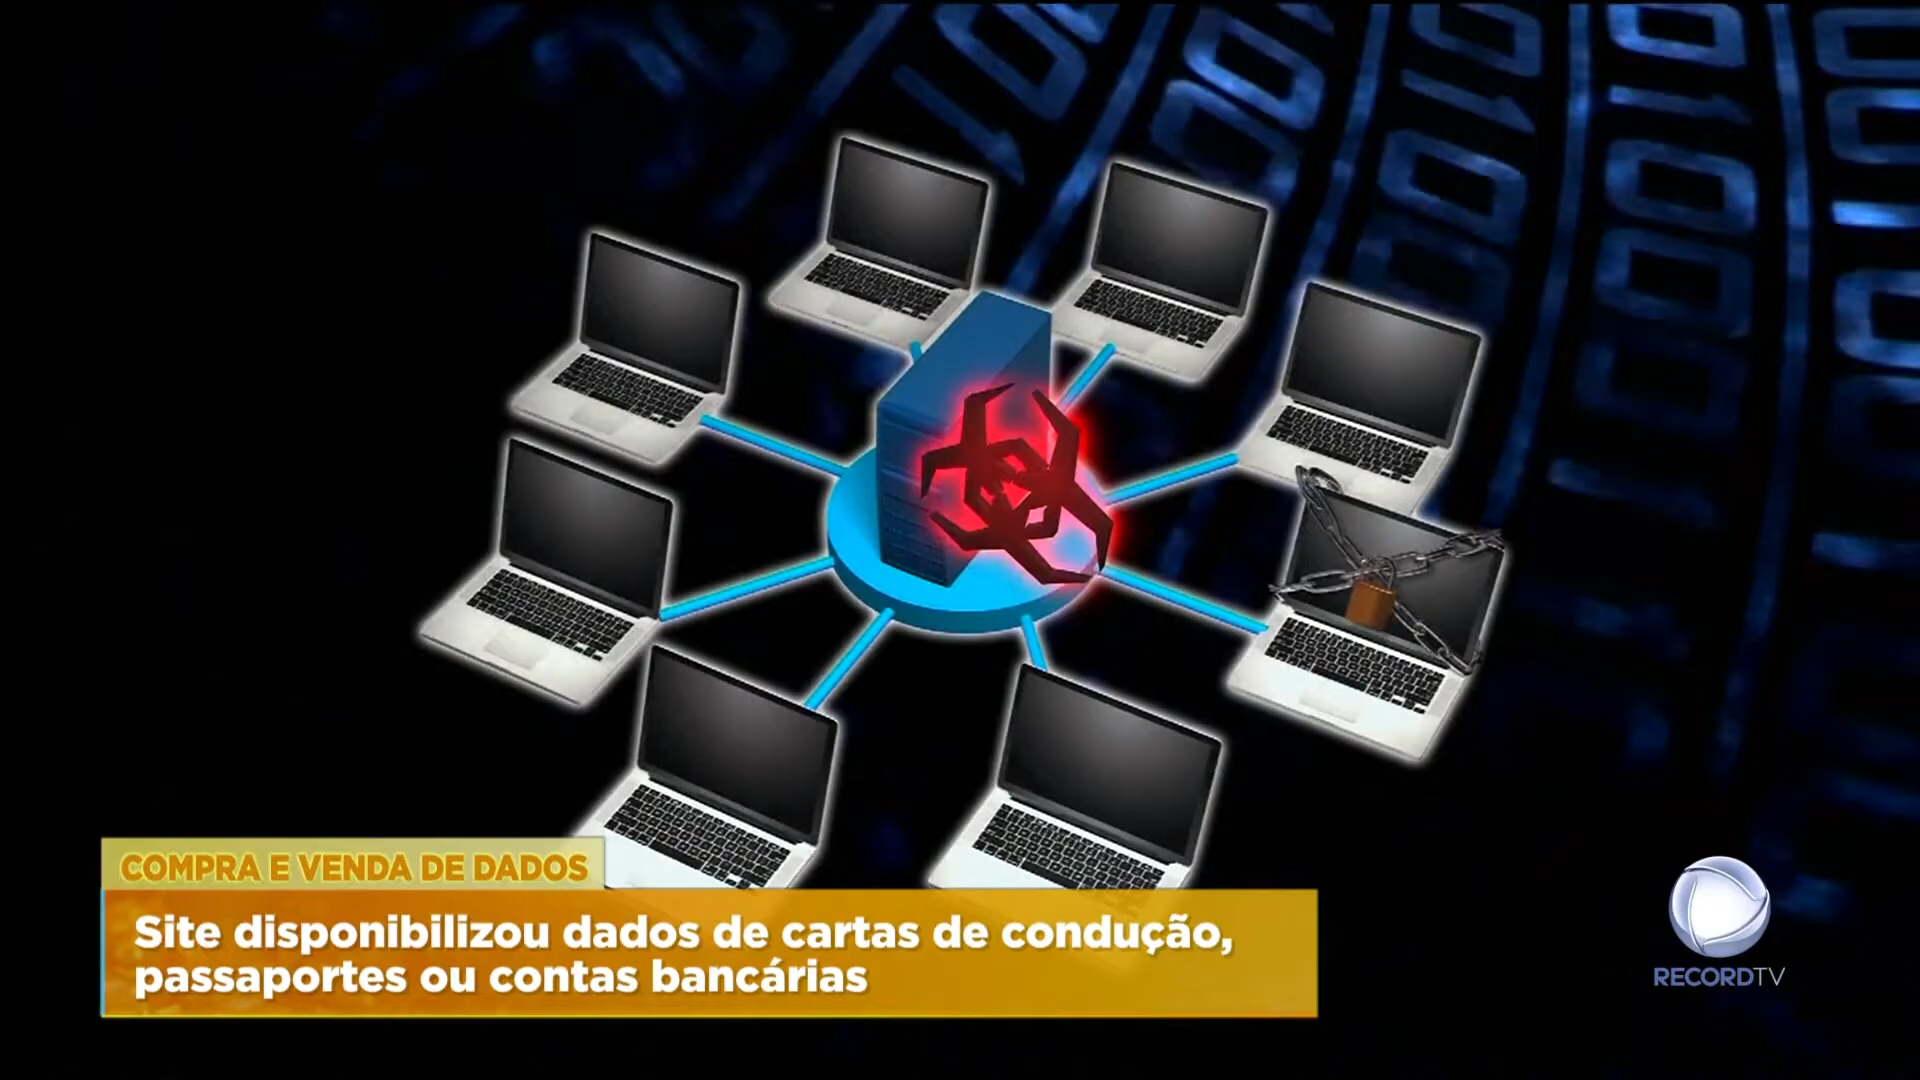 COMPRA E VENDA DE DADOS
Site disponibilizou dados de cartas de condução,
passaportes ou contas bancárias
RECORDTV